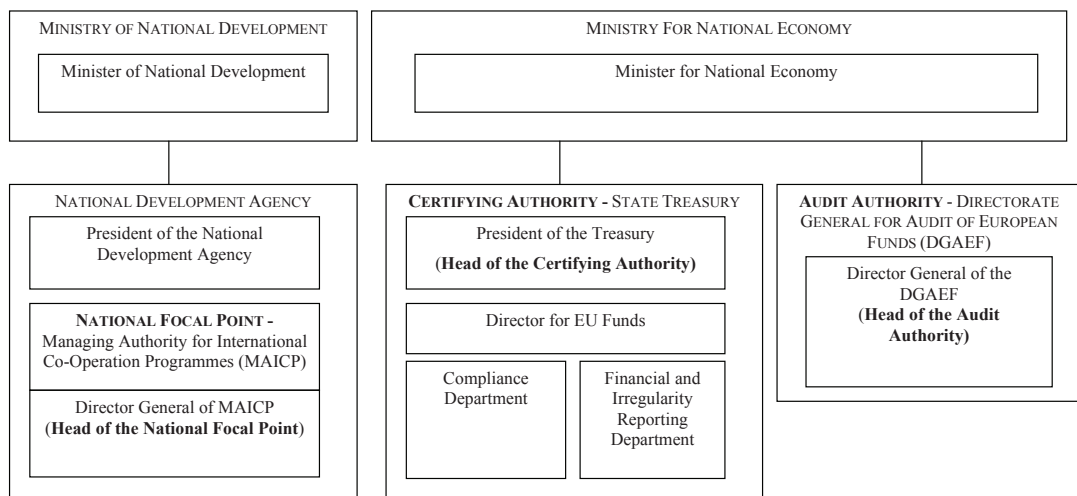 MINISTRY OF NATIONAL DEVELOPMENT
Minister of National Development
MINISTRY FOR NATIONAL ECONOMY
Minister for National Economy
NATIONAL DEVELOPMENT AGENCY
President of the National
Development Agency
NATIONAL FOCAL POINT -
Managing Authority for International
Co-Operation Programmes (MAICP)
Director General of MAICP
(Head of the National Focal Point)
CERTIFYING AUTHORITY - STATE TREASURY
President of the Treasury
(Head of the Certifying Authority)
Director for EU Funds
Compliance
Department
Financial and
Irregularity
Reporting
Department
AUDIT AUTHORITY - DIRECTORATE
GENERAL FOR AUDIT OF EUROPEAN
FUNDS (DGAEF)
Director General of the
DGAEF
(Head of the Audit
Authority)